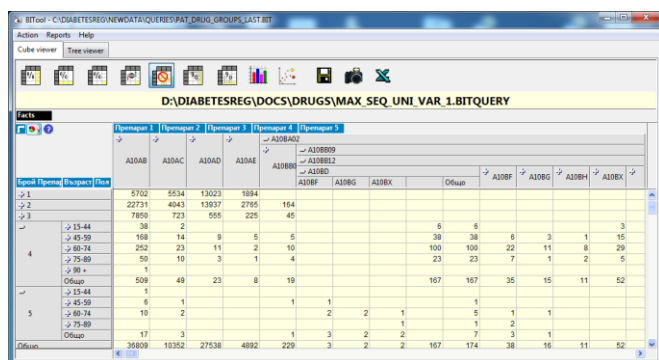 BITool - C:\DIABETESREG\NEWDATA\QUERIES\PAT_DRUG_GROUPS_LAST.BIT
Action Reports Help
Cube viewer Tree viewer
D:\DIABETESREG\DOCS\DRUGS\MAX_SEQ_UNI_VAR_1.BITQUERY
Facts
Препарат 1 Препарат 2 Препарат 3 Препарат 4 Препарат 5
A10BA02
A10BB09
A10BB12
A10BD
A10AB A10AC A10AD A10AE A10BB0 A10BF A10BG A10BX Общо A10BF A10BG A10BH A10BX
Брой Препар Възраст Пол
1 5702 5534 13023 1894
2 22731 4043 13937 2765 164
3 7850 723 555 225 45
15-44 38 2 6 6 3
45-59 168 14 9 5 5 38 38 6 3 1 15
4 60-74 252 23 11 2 10 100 100 22 11 8 29
75-89 50 10 3 1 4 23 23 7 1 2 5
90 + 1
Общо 509 49 23 8 19 167 167 35 15 11 52
15-44 1
45-59 6 1 1 1 1
5 60-74 10 2 2 2 1 5 1 1
75-89 1 1 2
Общо 17 3 1 3 2 2 7 3 1
Общо 36809 10352 27538 4892 229 3 2 2 167 174 38 16 11 52